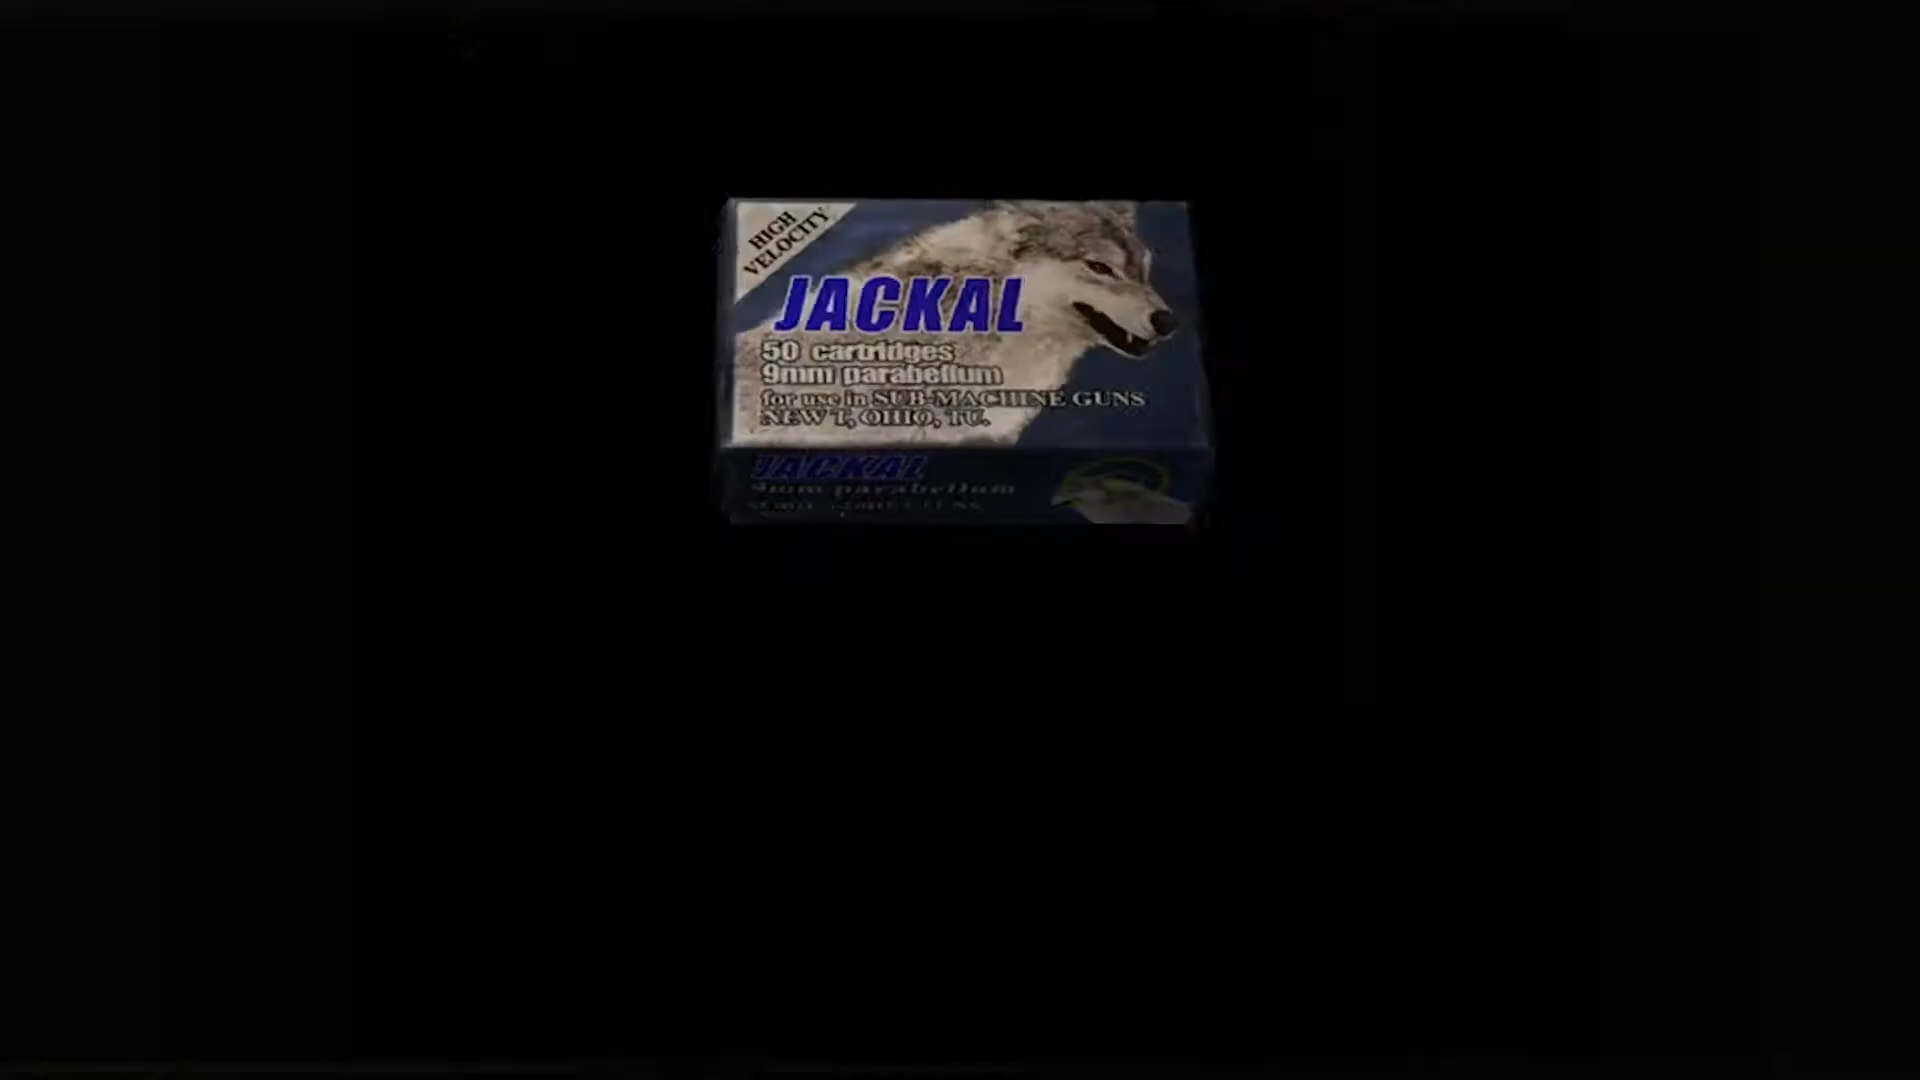 HIGH
VELOCITY
JACKAL
50 cartridges
9mm parabellum
for use in SUB-MACHINE GUNS
NEW T, OHIO, TU.
JACKAL
9mm parabellum